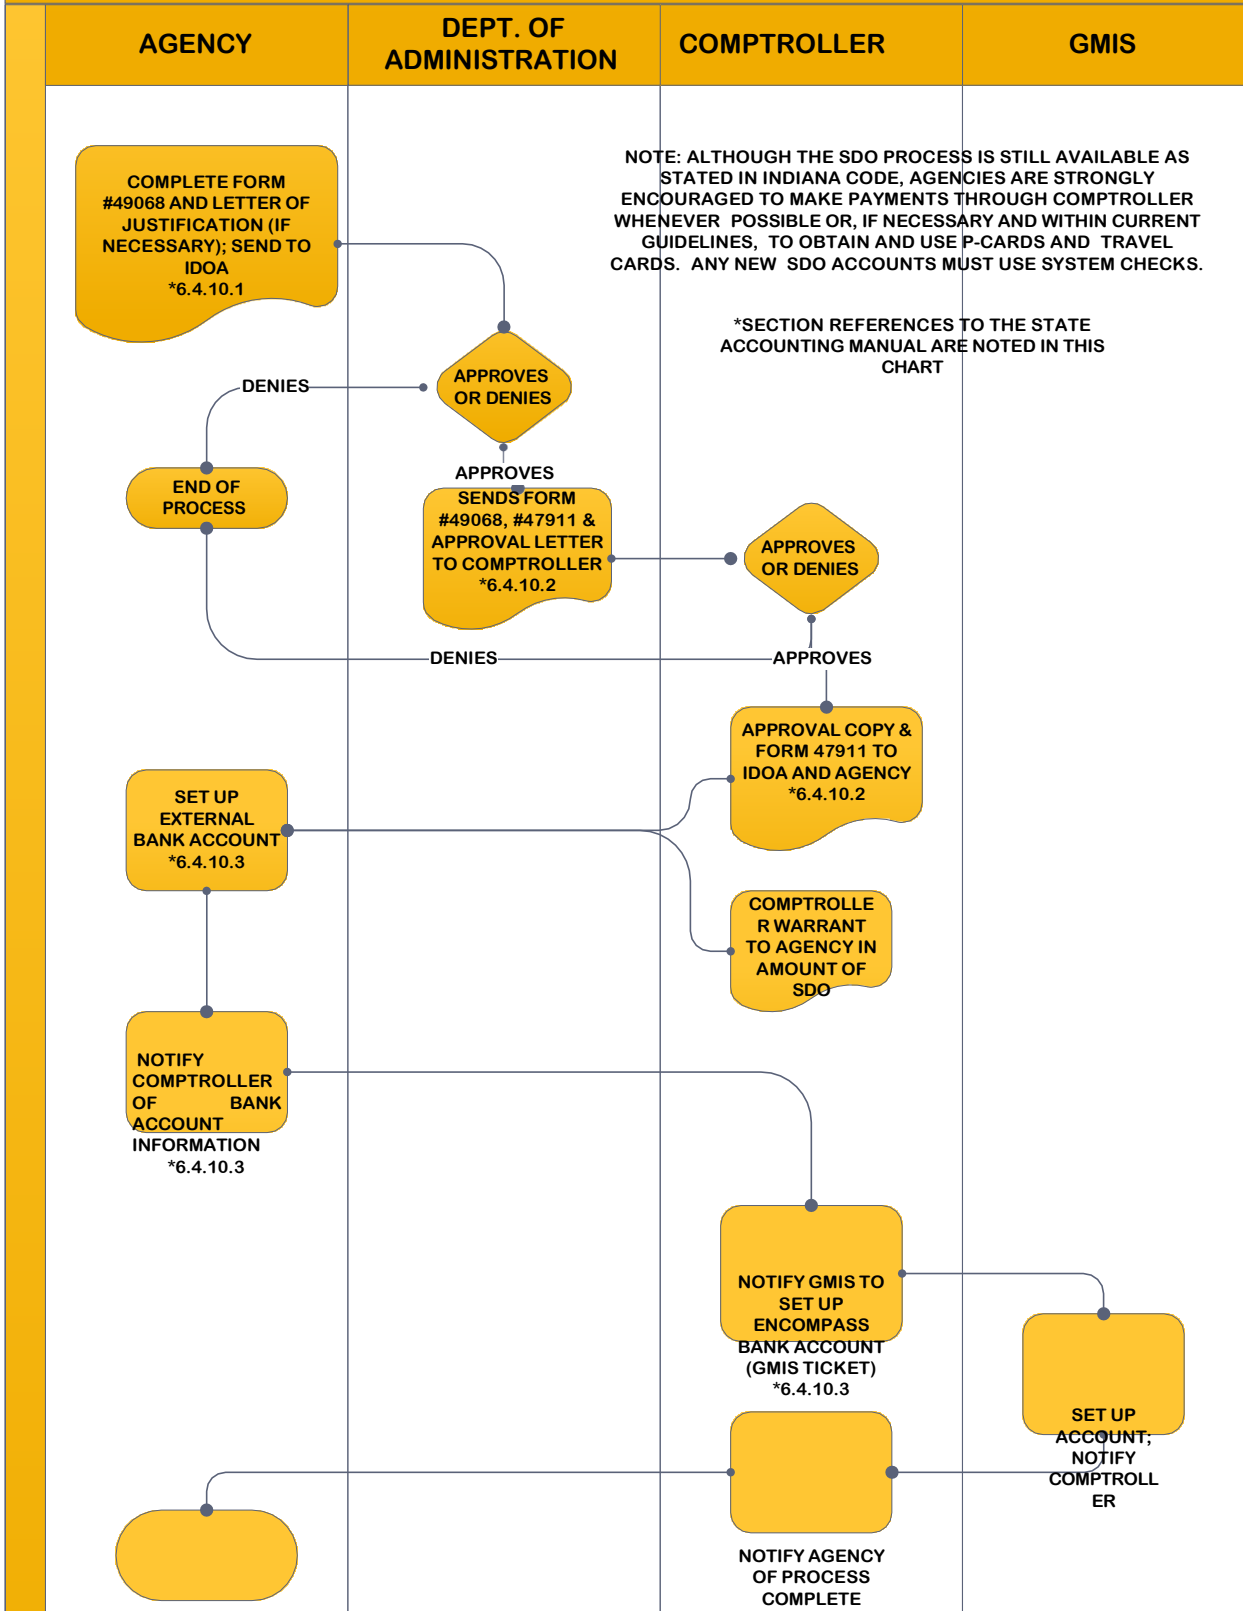 AGENCY
DEPT. OF
ADMINISTRATION
COMPTROLLER
GMIS
COMPLETE FORM
#49068 AND LETTER OF
JUSTIFICATION (IF
NECESSARY); SEND TO
IDOA
*6.4.10.1
NOTE: ALTHOUGH THE SDO PROCESS IS STILL AVAILABLE AS
STATED IN INDIANA CODE, AGENCIES ARE STRONGLY
ENCOURAGED TO MAKE PAYMENTS THROUGH COMPTROLLER
WHENEVER POSSIBLE OR, IF NECESSARY AND WITHIN CURRENT
GUIDELINES, TO OBTAIN AND USE P-CARDS AND TRAVEL
CARDS. ANY NEW SDO ACCOUNTS MUST USE SYSTEM CHECKS.
*SECTION REFERENCES TO THE STATE
ACCOUNTING MANUAL ARE NOTED IN THIS
CHART
APPROVES
OR DENIES
DENIES
APPROVES
END OF
PROCESS
SENDS FORM
#49068, #47911 &
APPROVAL LETTER
TO COMPTROLLER
*6.4.10.2
APPROVES
OR DENIES
DENIES
APPROVES
APPROVAL COPY &
FORM 47911 TO
IDOA AND AGENCY
*6.4.10.2
SET UP
EXTERNAL
BANK ACCOUNT
*6.4.10.3
COMPTROLLE
R WARRANT
TO AGENCY IN
AMOUNT OF
SDO
NOTIFY
COMPTROLLER
OF BANK
ACCOUNT
INFORMATION
*6.4.10.3
NOTIFY GMIS TO
SET UP
ENCOMPASS
BANK ACCOUNT
(GMIS TICKET)
*6.4.10.3
SET UP
ACCOUNT;
NOTIFY
COMPTROLL
ER
NOTIFY AGENCY
OF PROCESS
COMPLETE